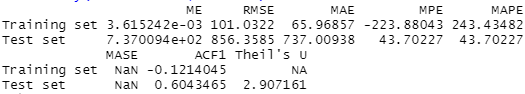 ME RMSE MAE MPE MAPE
Training set 3.615242e-03 101.0322 65.96857 -223.88043 243.43482
Test set 7.370094e+02 856.3585 737.00938 43.70227 43.70227
MASE ACF1 Theil's U
Training set NaN -0.1214045 NA
Test set NaN 0.6043465 2.907161